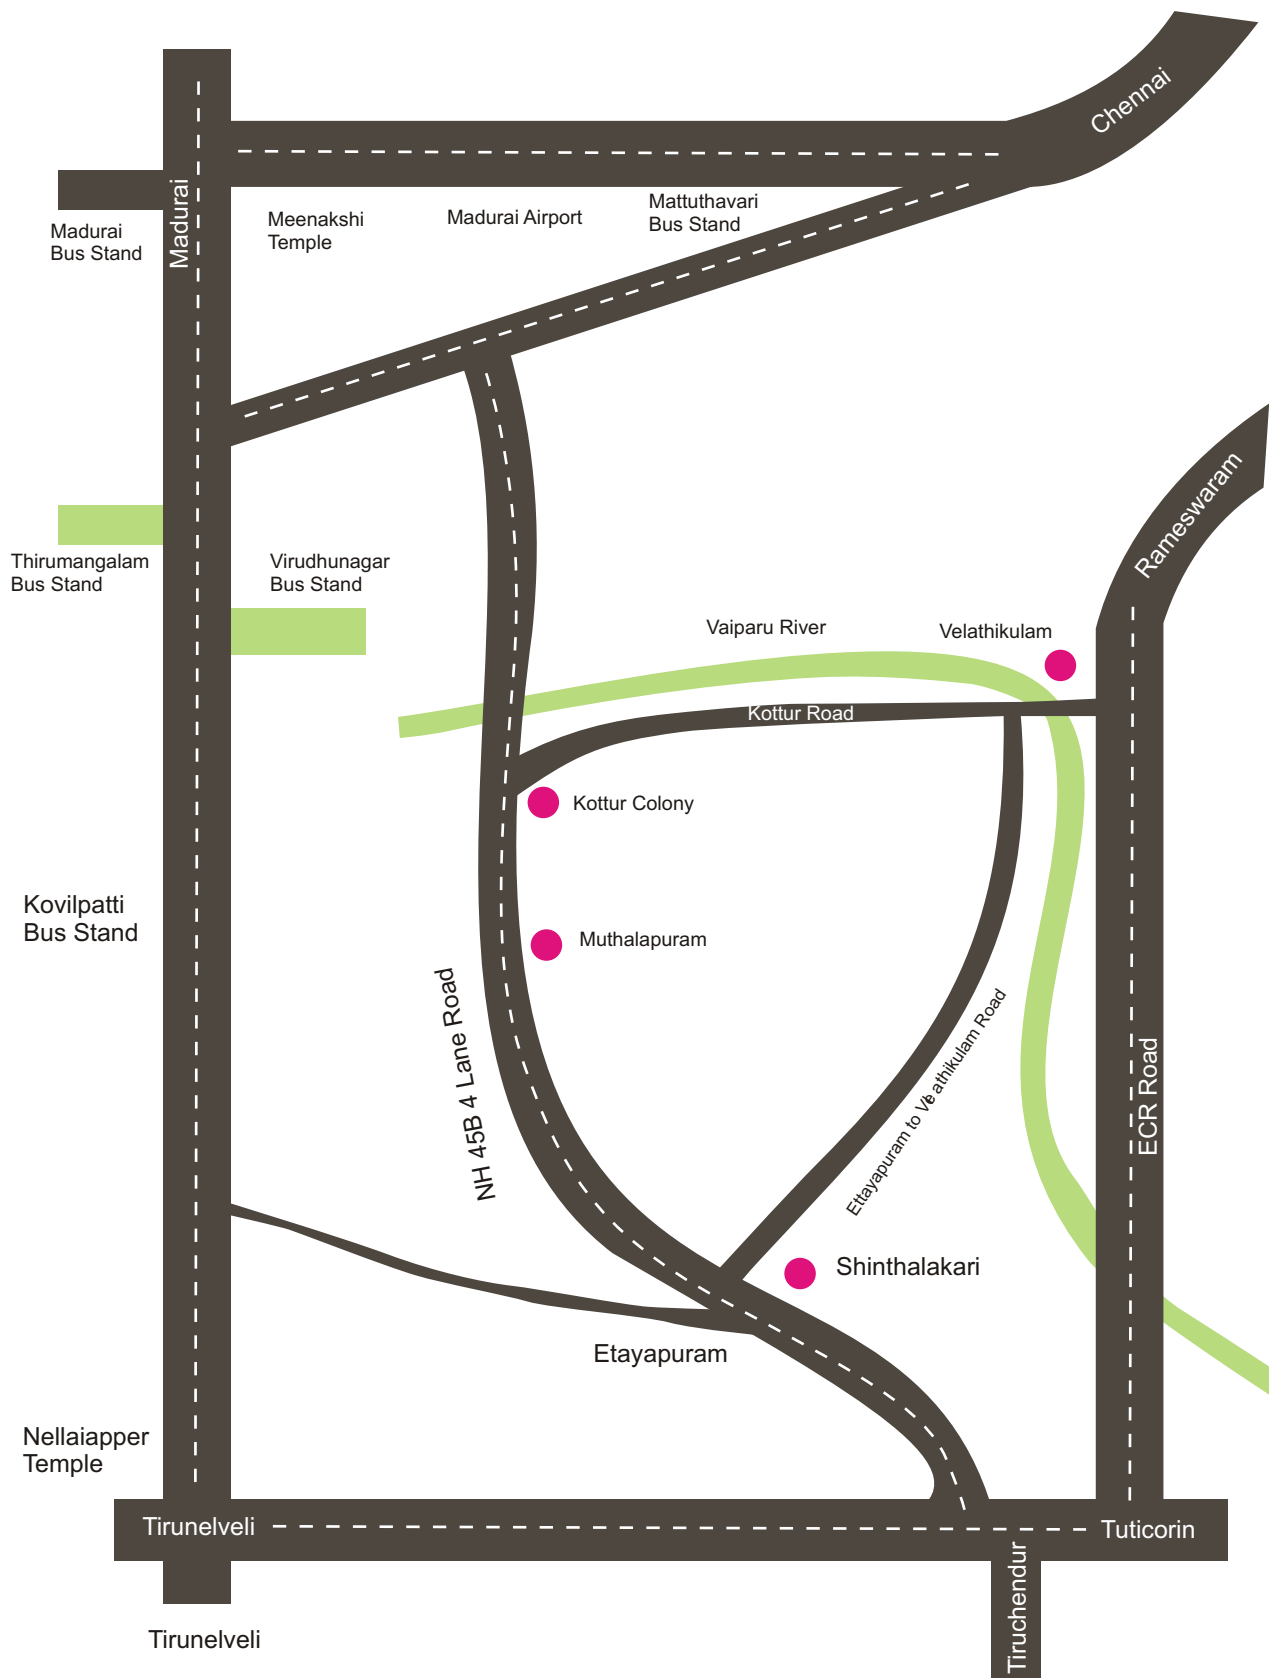 Chennai
Madurai
Madurai
Bus Stand
Meenakshi
Temple
Madurai Airport
Mattuthavari
Bus Stand
Rameswaram
Thirumangalam
Bus Stand
Virudhunagar
Bus Stand
Vaiparu River
Velathikulam
Kottur Road
Kottur Colony
Kovilpatti
Bus Stand
Muthalapuram
NH 45B 4 Lane Road
Ettayapuram to Velathikulam Road
ECR Road
Shinthalakari
Etayapuram
Nellaiapper
Temple
Tirunelveli
Tuticorin
Tiruchendur
Tirunelveli